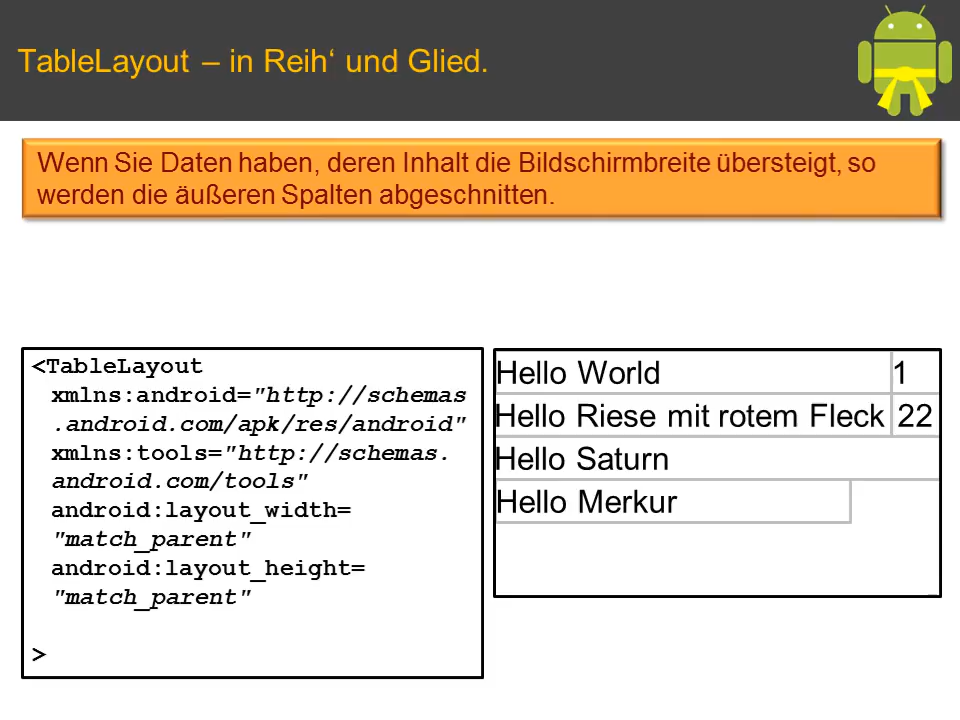 TableLayout – in Reih‘ und Glied.
Wenn Sie Daten haben, deren Inhalt die Bildschirmbreite übersteigt, so
werden die äußeren Spalten abgeschnitten.
<TableLayout
xmlns:android="http://schemas
.android.com/apk/res/android"
xmlns:tools="http://schemas.
android.com/tools"
android:layout_width=
"match_parent"
android:layout_height=
"match_parent"
>
Hello World 1
Hello Riese mit rotem Fleck 22
Hello Saturn
Hello Merkur